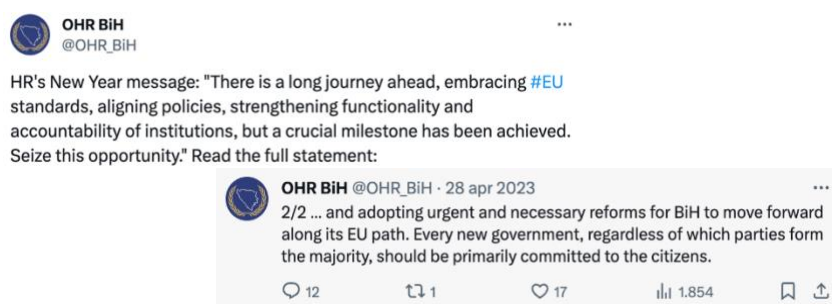 OHR BiH
@OHR_BiH
HR's New Year message: "There is a long journey ahead, embracing #EU
standards, aligning policies, strengthening functionality and
accountability of institutions, but a crucial milestone has been achieved.
Seize this opportunity." Read the full statement:
OHR BiH @OHR_BiH · 28 apr 2023
2/2 ... and adopting urgent and necessary reforms for BiH to move forward
along its EU path. Every new government, regardless of which parties form
the majority, should be primarily committed to the citizens.
12 1 17 1.854